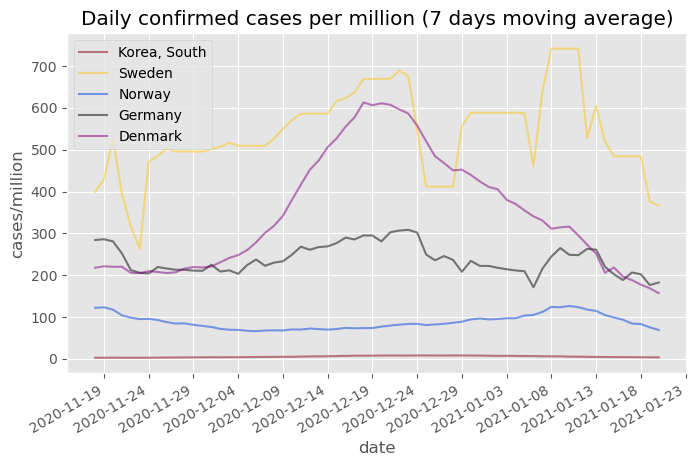 Daily confirmed cases per million (7 days moving average)
Korea, South
Sweden
Norway
Germany
Denmark
cases/million
700
600
500
400
300
200
100
0
2020-11-19
2020-11-24
2020-11-29
2020-12-04
2020-12-09
2020-12-14
2020-12-19
2020-12-24
2020-12-29
2021-01-03
2021-01-08
2021-01-13
2021-01-18
2021-01-23
date